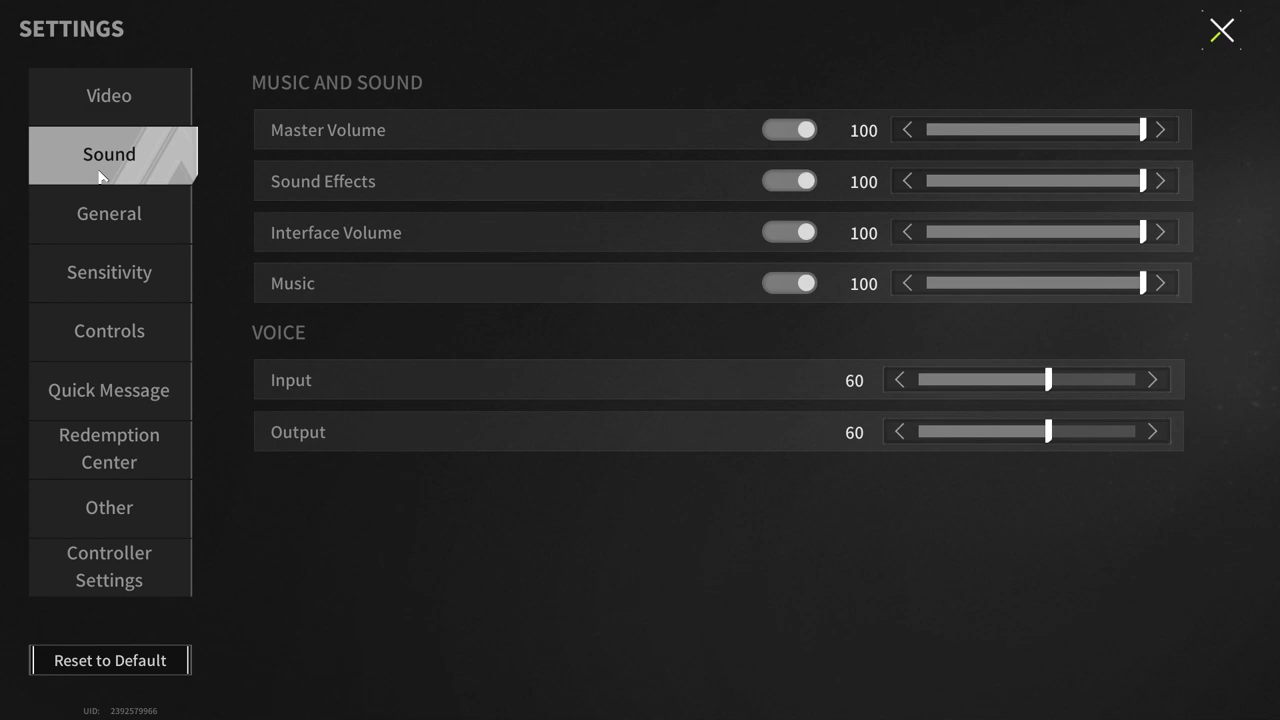 SETTINGS
Video
Sound
General
Sensitivity
Controls
Quick Message
Redemption
Center
Other
Controller
Settings
Reset to Default
UID: 2392579966
MUSIC AND SOUND
Master Volume 100
Sound Effects 100
Interface Volume 100
Music 100
VOICE
Input 60
Output 60